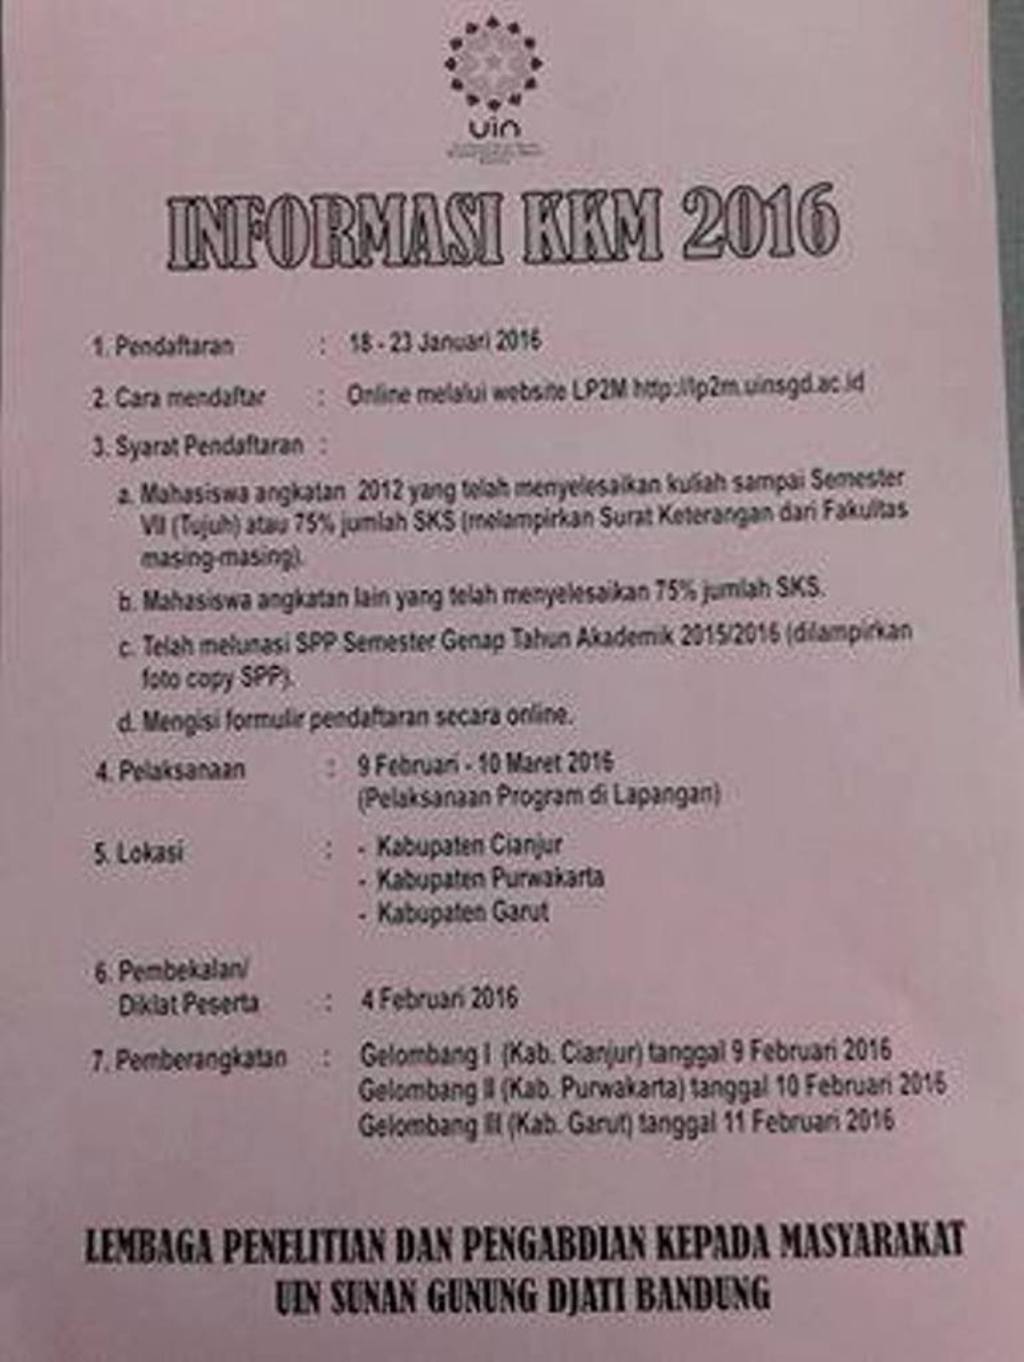 uin
INFORMASI KKM 2016
1. Pendaftaran : 18 - 23 Januari 2016
2. Cara mendaftar : Online melalui website LP2M http://lp2m.uinsgd.ac.id
3. Syarat Pendaftaran :
a. Mahasiswa angkatan 2012 yang telah menyelesaikan kuliah sampai Semester
VII (Tujuh) atau 75% jumlah SKS (melampirkan Surat Keterangan dari Fakultas
masing-masing).
b. Mahasiswa angkatan lain yang telah menyelesaikan 75% jumlah SKS.
c. Telah melunasi SPP Semester Genap Tahun Akademik 2015/2016 (dilampirkan
foto copy SPP).
d. Mengisi formulir pendaftaran secara online.
4. Pelaksanaan : 9 Februari - 10 Maret 2016
(Pelaksanaan Program di Lapangan)
5. Lokasi : - Kabupaten Cianjur
- Kabupaten Purwakarta
- Kabupaten Garut
6. Pembekalan/
Diklat Peserta : 4 Februari 2016
7. Pemberangkatan : Gelombang I (Kab. Cianjur) tanggal 9 Februari 2016
Gelombang II (Kab. Purwakarta) tanggal 10 Februari 2016
Gelombang III (Kab. Garut) tanggal 11 Februari 2016
LEMBAGA PENELITIAN DAN PENGABDIAN KEPADA MASYARAKAT
UIN SUNAN GUNUNG DJATI BANDUNG